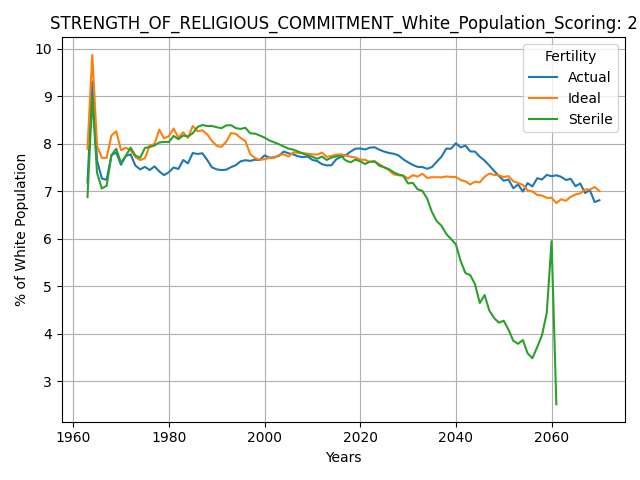 STRENGTH_OF_RELIGIOUS_COMMITMENT_White_Population_Scoring: 2
Fertility
Actual
Ideal
Sterile
% of White Population
10
9
8
7
6
5
4
3
1960 1980 2000 2020 2040 2060
Years